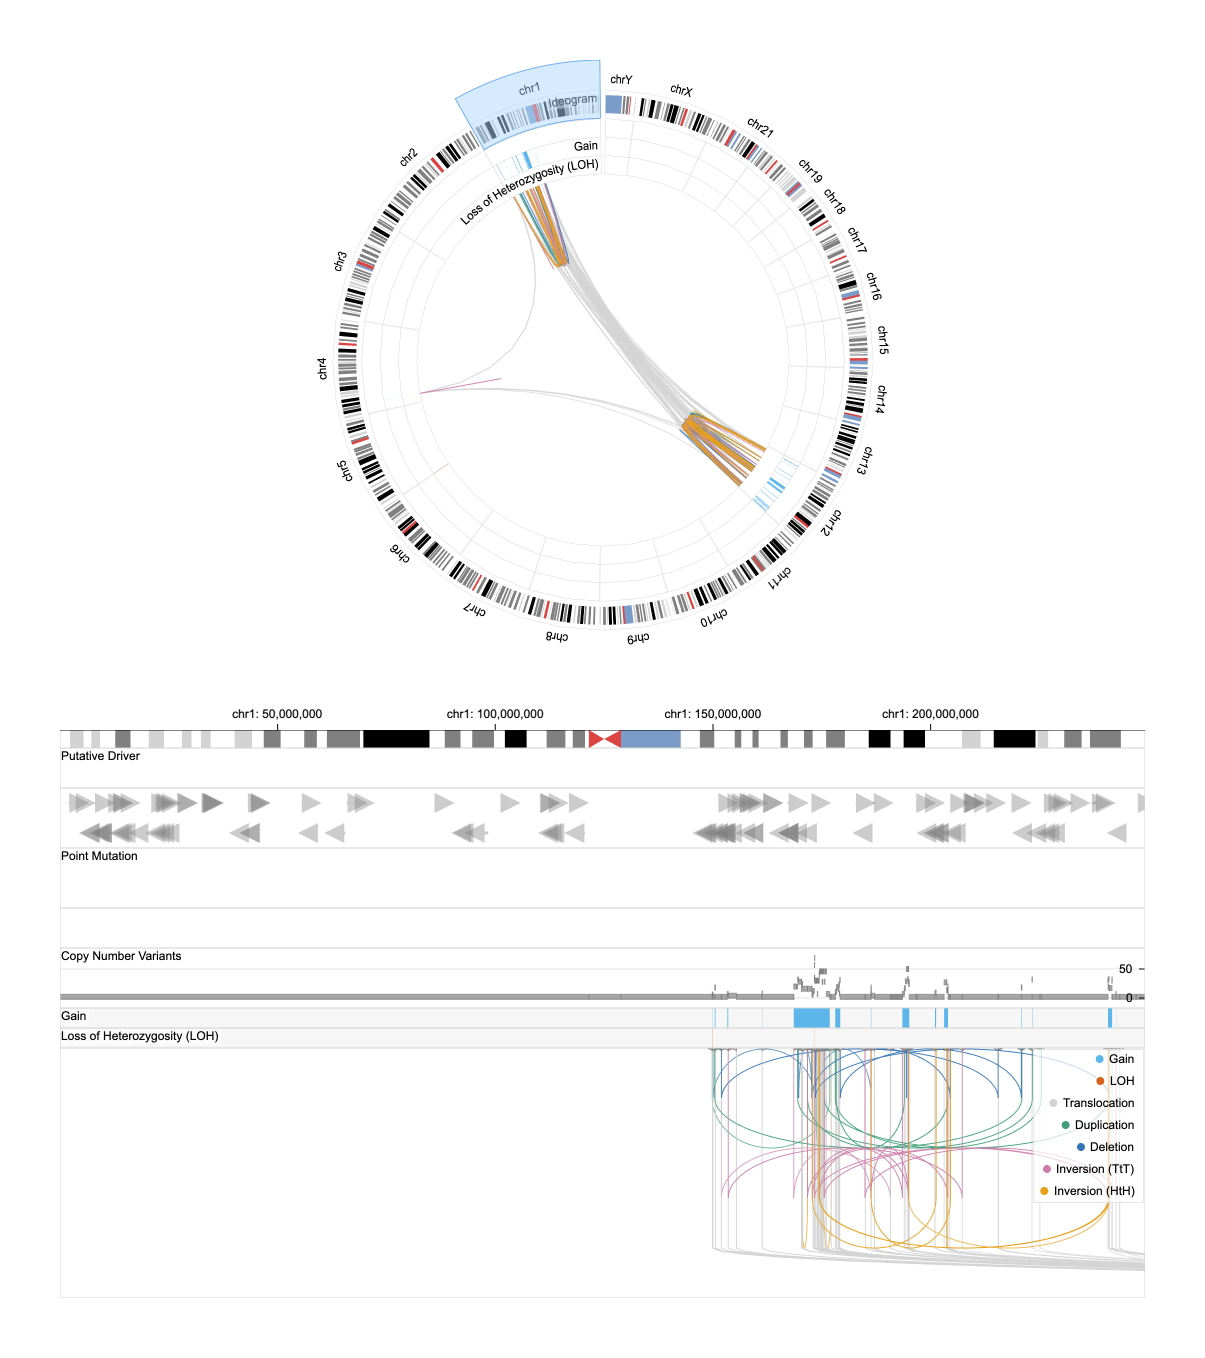 chrY
chrX
chr21
chr19
chr18
chr17
chr16
chr15
chr14
chr13
chr12
chr11
chr10
chr9
chr8
chr7
chr6
chr5
chr4
chr3
chr2
chr1
Ideogram
Gain
Loss of Heterozygosity (LOH)
chr1: 50,000,000 chr1: 100,000,000 chr1: 150,000,000 chr1: 200,000,000
Putative Driver
Point Mutation
Copy Number Variants
50
0
Gain
Loss of Heterozygosity (LOH)
Gain
LOH
Translocation
Duplication
Deletion
Inversion (TtT)
Inversion (HtH)